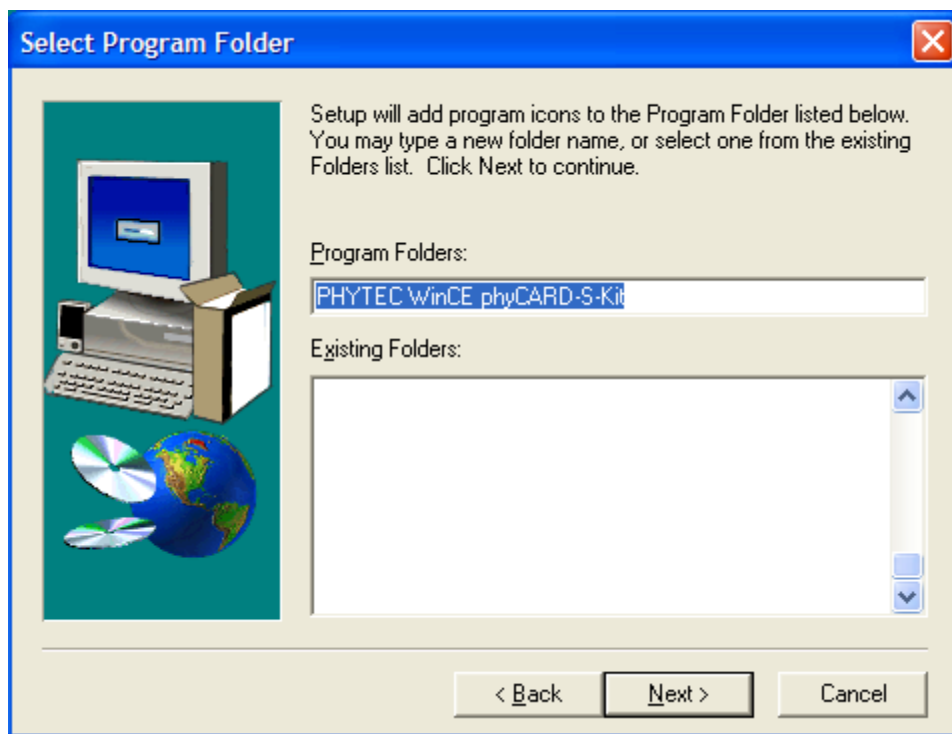 Select Program Folder
Setup will add program icons to the Program Folder listed below.
You may type a new folder name, or select one from the existing
Folders list.  Click Next to continue.
Program Folders:
PHYTEC WinCE phyCARD-S-Kit
Existing Folders:
< Back
Next >
Cancel